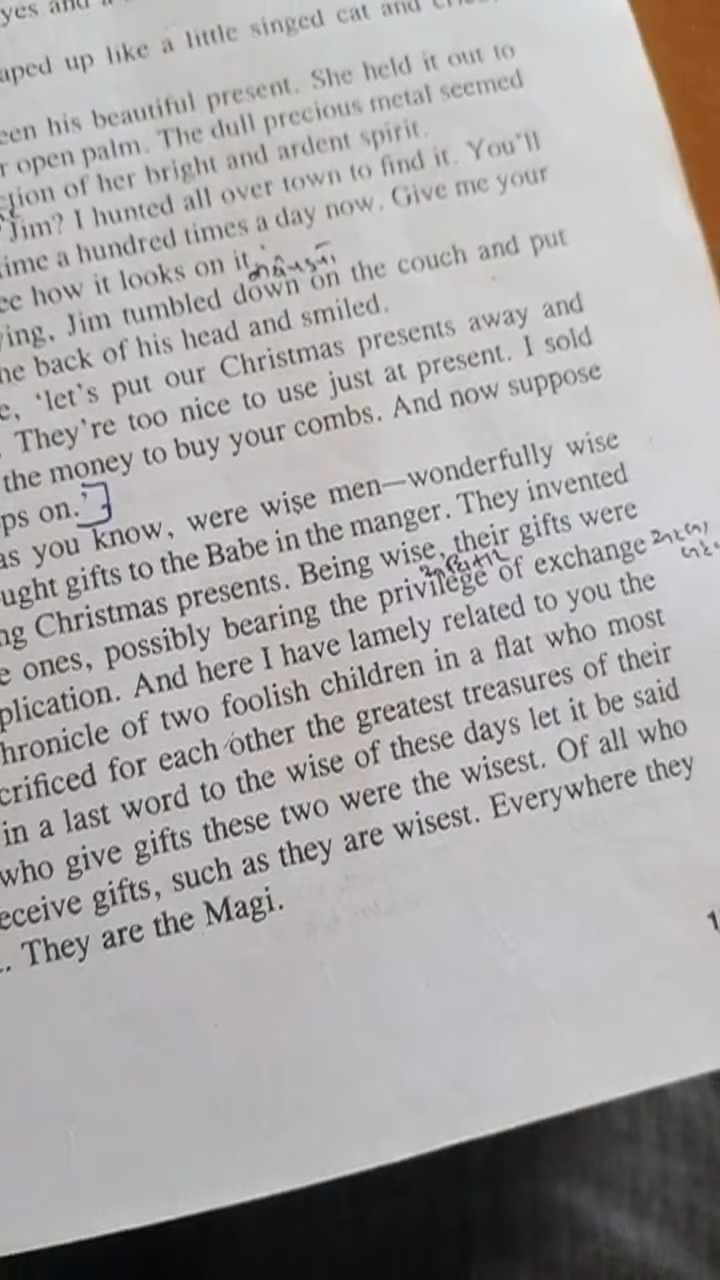 yes and a
aped up like a little singed cat and
een his beautiful present. She held it out to
r open palm. The dull precious metal seemed
ction of her bright and ardent spirit.
Jim? I hunted all over town to find it. You'll
ime a hundred times a day now. Give me your
ee how it looks on it.'
ying, Jim tumbled down on the couch and put
he back of his head and smiled.
e, 'let's put our Christmas presents away and
. They're too nice to use just at present. I sold
the money to buy your combs. And now suppose
ps on.'
as you know, were wise men—wonderfully wise
ught gifts to the Babe in the manger. They invented
ng Christmas presents. Being wise, their gifts were
e ones, possibly bearing the privilege of exchange
plication. And here I have lamely related to you the
hronicle of two foolish children in a flat who most
crificed for each other the greatest treasures of their
in a last word to the wise of these days let it be said
who give gifts these two were the wisest. Of all who
eceive gifts, such as they are wisest. Everywhere they
. They are the Magi.
1